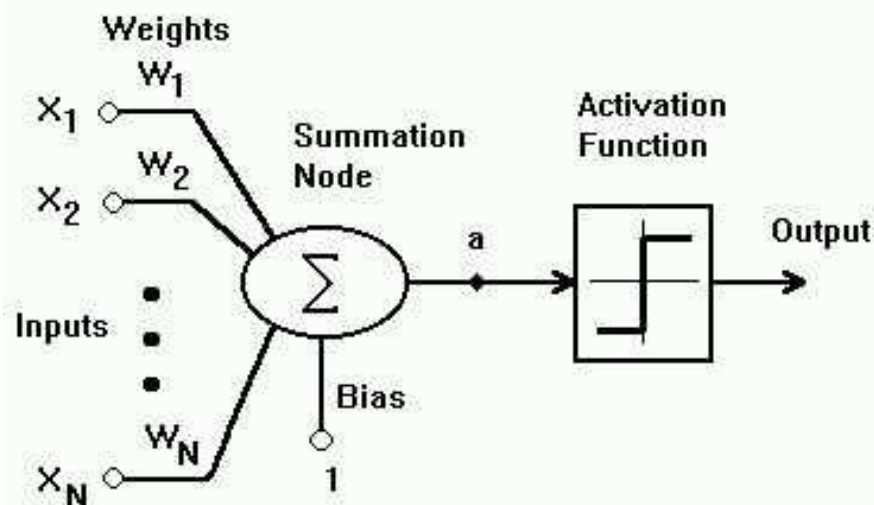 Weights
W1
X1
Summation
Node
Activation
Function
W2
X2
a
Output
Σ
Inputs
Bias
WN
XN
1